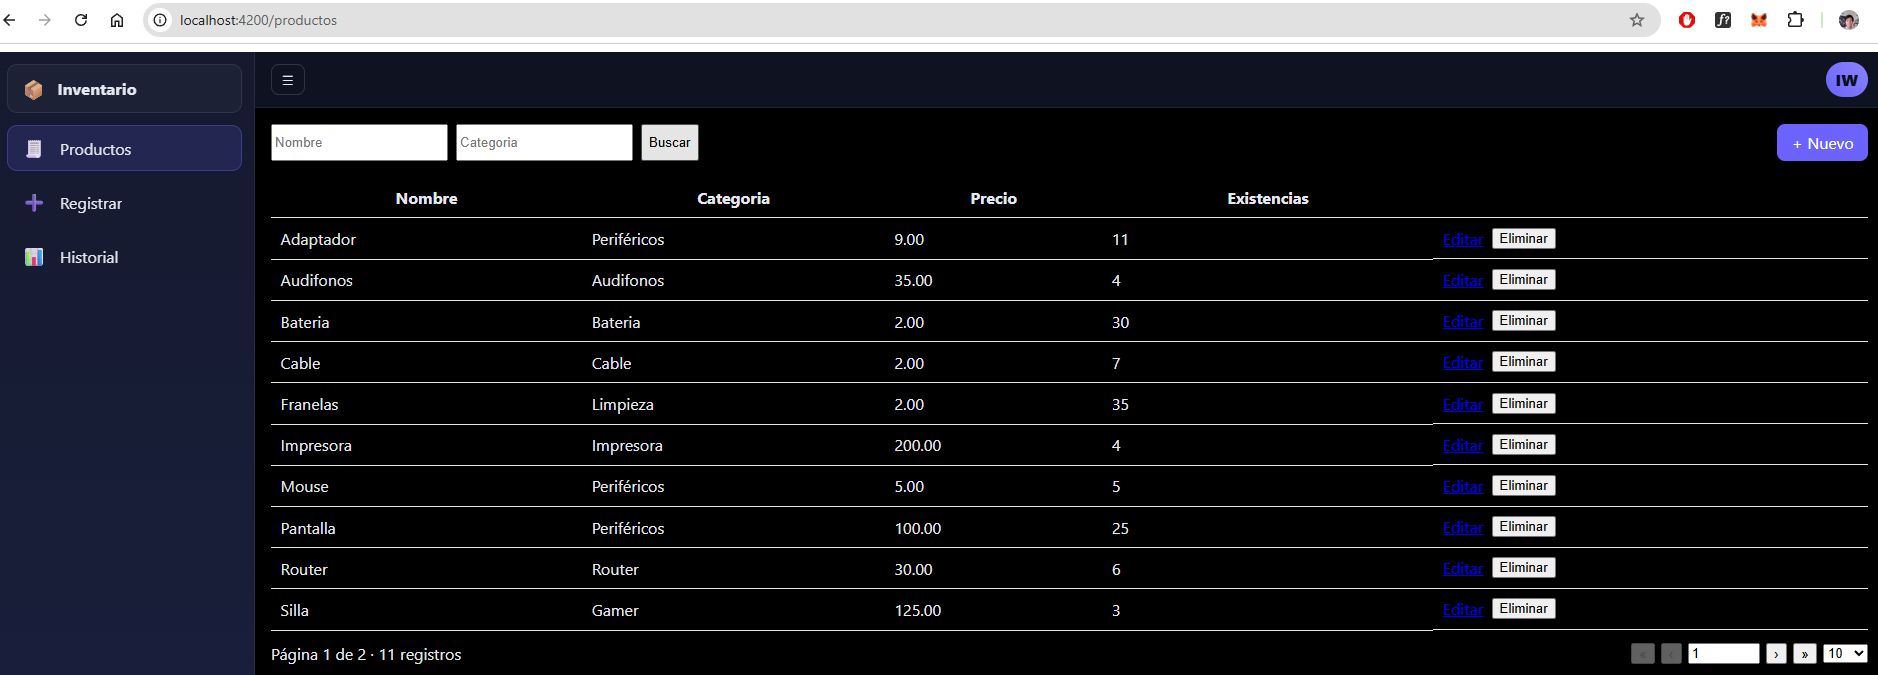 localhost:4200/productos
f?
Inventario
☰
IW
Productos
Registrar
Historial
Nombre Categoria Buscar + Nuevo
Nombre Categoria Precio Existencias
Adaptador Periféricos 9.00 11 Editar Eliminar
Audifonos Audifonos 35.00 4 Editar Eliminar
Bateria Bateria 2.00 30 Editar Eliminar
Cable Cable 2.00 7 Editar Eliminar
Franelas Limpieza 2.00 35 Editar Eliminar
Impresora Impresora 200.00 4 Editar Eliminar
Mouse Periféricos 5.00 5 Editar Eliminar
Pantalla Periféricos 100.00 25 Editar Eliminar
Router Router 30.00 6 Editar Eliminar
Silla Gamer 125.00 3 Editar Eliminar
Página 1 de 2 · 11 registros « ‹ 1 › » 10